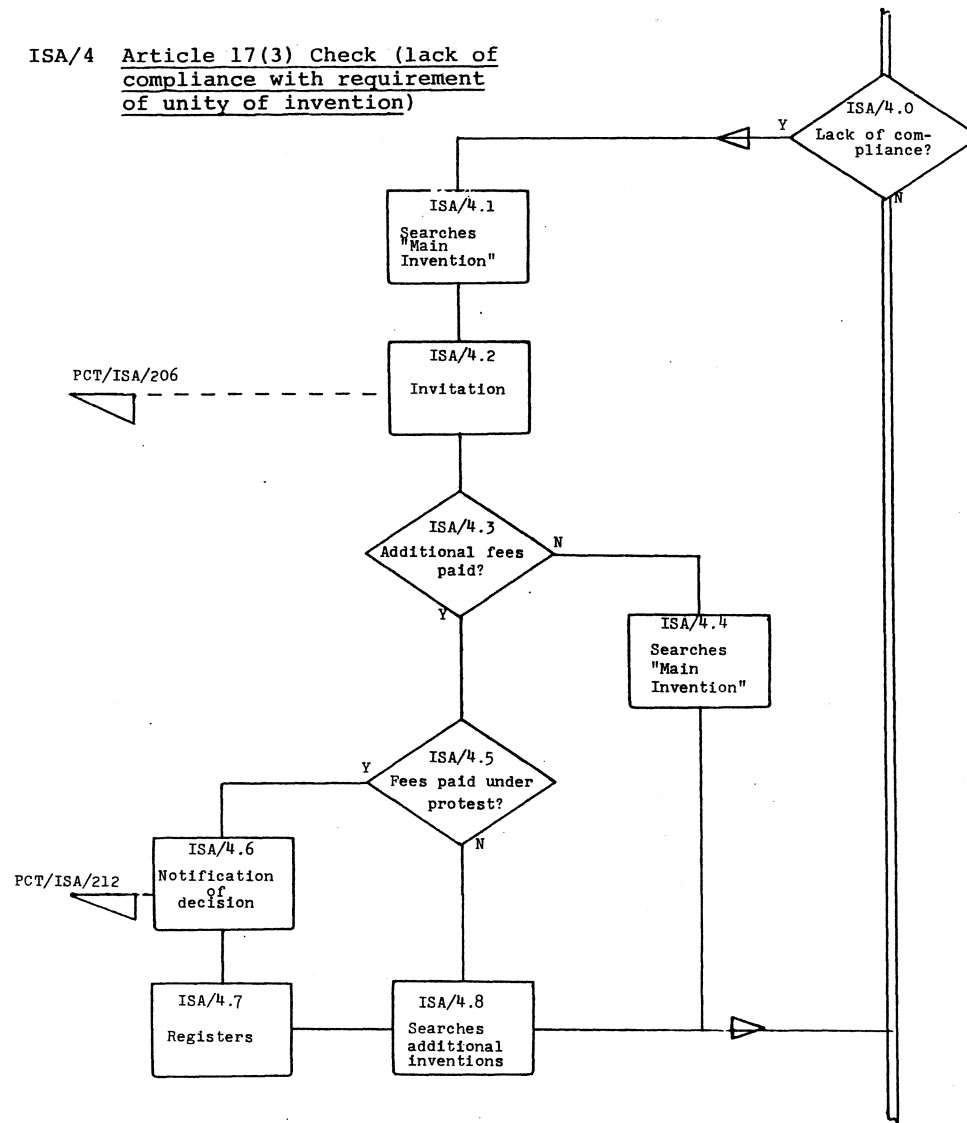 ISA/4 Article 17(3) Check (lack of
compliance with requirement
of unity of invention)
ISA/4.0
Lack of com-
pliance?
Y
N
ISA/4.1
Searches
"Main
Invention"
ISA/4.2
Invitation
PCT/ISA/206
ISA/4.3
Additional fees
paid?
N
Y
ISA/4.4
Searches
"Main
Invention"
ISA/4.5
Fees paid under
protest?
Y
N
ISA/4.6
Notification
of
decision
PCT/ISA/212
ISA/4.7
Registers
ISA/4.8
Searches
additional
inventions